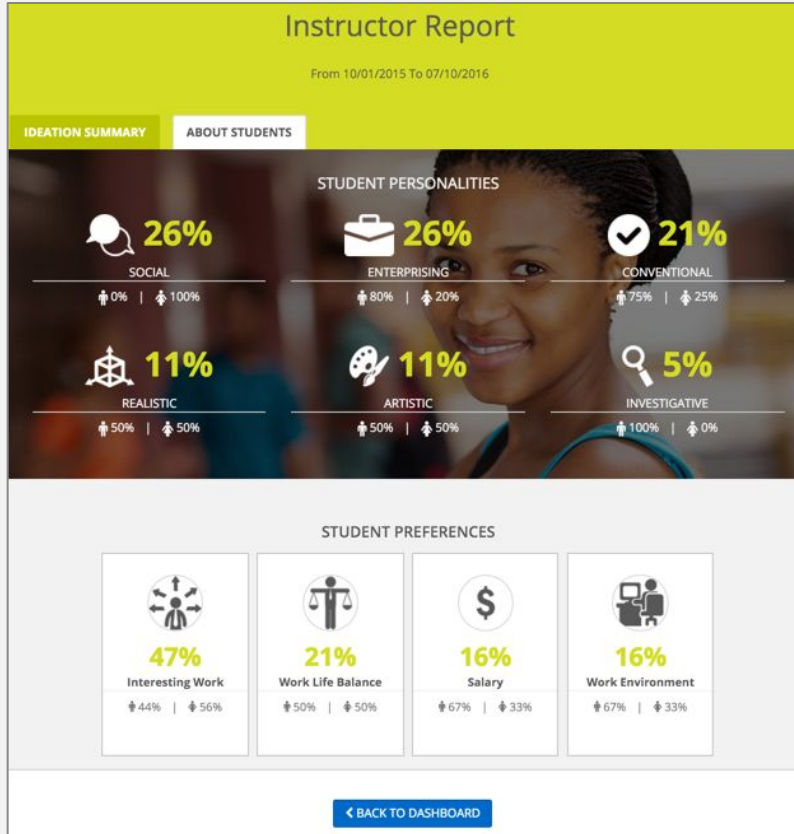 Instructor Report
From 10/01/2015 To 07/10/2016
IDEATION SUMMARY ABOUT STUDENTS
STUDENT PERSONALITIES
26% 26% 21%
SOCIAL ENTERPRISING CONVENTIONAL
0% | 100% 80% | 20% 75% | 25%
11% 11% 5%
REALISTIC ARTISTIC INVESTIGATIVE
50% | 50% 50% | 50% 100% | 0%
STUDENT PREFERENCES
$
47% 21% 16% 16%
Interesting Work Work Life Balance Salary Work Environment
44% | 56% 50% | 50% 67% | 33% 67% | 33%
BACK TO DASHBOARD